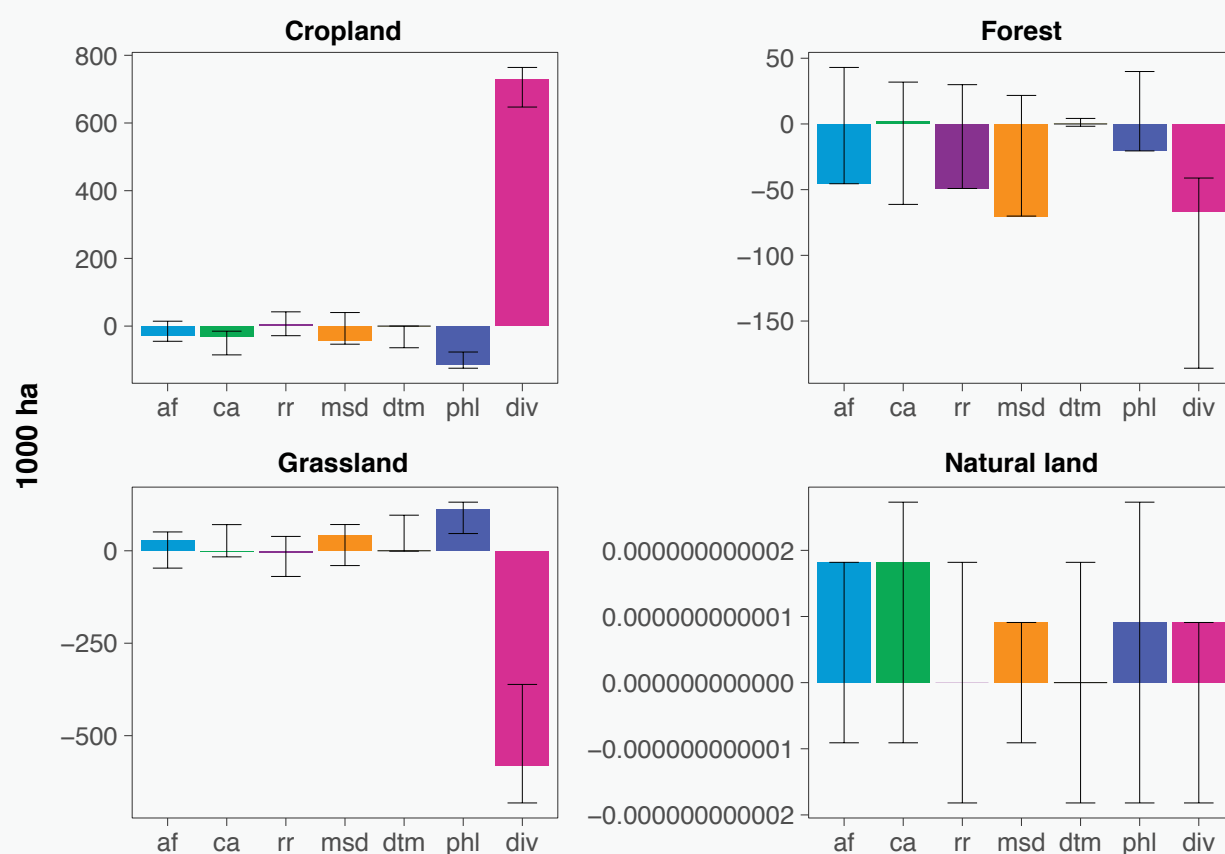 Cropland
800
600
400
200
0
af ca rr msd dtm phl div
Forest
50
0
−50
−100
−150
af ca rr msd dtm phl div
1000 ha
Grassland
0
−250
−500
af ca rr msd dtm phl div
Natural land
0.000000000002
0.000000000001
0.000000000000
−0.000000000001
−0.000000000002
af ca rr msd dtm phl div